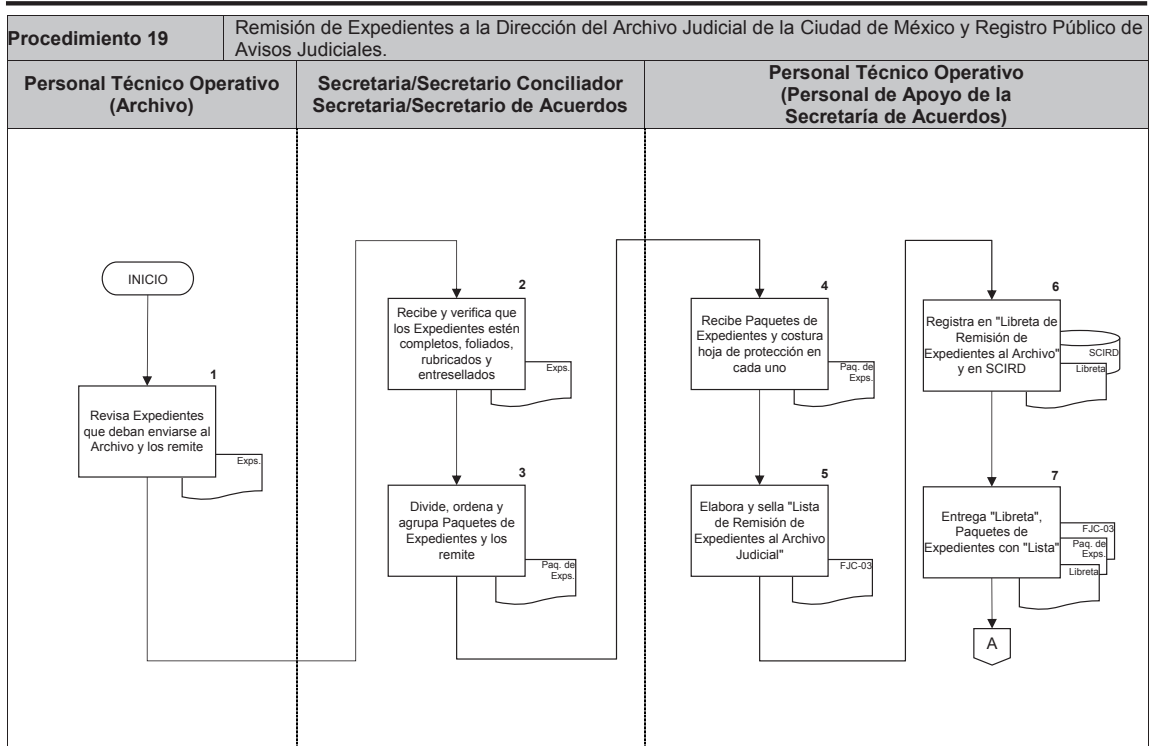 Procedimiento 19
Remisión de Expedientes a la Dirección del Archivo Judicial de la Ciudad de México y Registro Público de
Avisos Judiciales.
Personal Técnico Operativo
(Archivo)
Secretaria/Secretario Conciliador
Secretaria/Secretario de Acuerdos
Personal Técnico Operativo
(Personal de Apoyo de la
Secretaría de Acuerdos)
INICIO
1
Revisa Expedientes
que deban enviarse al
Archivo y los remite
Exps.
2
Recibe y verifica que
los Expedientes estén
completos, foliados,
rubricados y
entresellados
Exps.
3
Divide, ordena y
agrupa Paquetes de
Expedientes y los
remite
Paq. de
Exps.
4
Recibe Paquetes de
Expedientes y costura
hoja de protección en
cada uno
Paq. de
Exps.
5
Elabora y sella "Lista
de Remisión de
Expedientes al Archivo
Judicial"
FJC-03
6
Registra en "Libreta de
Remisión de
Expedientes al Archivo"
y en SCIRD
SCIRD
Libreta
7
Entrega "Libreta",
Paquetes de
Expedientes con "Lista"
FJC-03
Paq. de
Exps.
Libreta
A